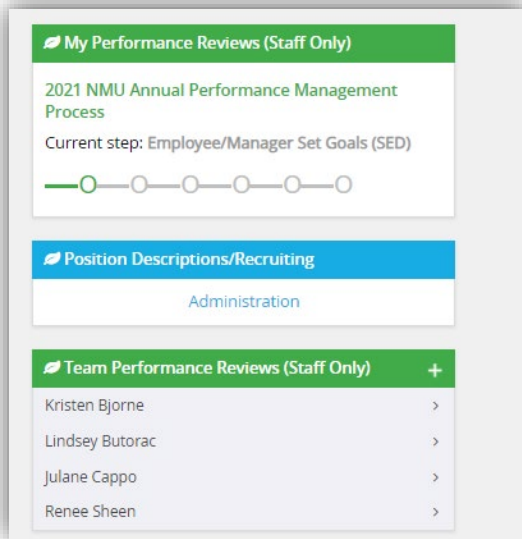 My Performance Reviews (Staff Only)
2021 NMU Annual Performance Management
Process
Current step: Employee/Manager Set Goals (SED)
Position Descriptions/Recruiting
Administration
Team Performance Reviews (Staff Only) +
Kristen Bjorne
Lindsey Butorac
Julane Cappo
Renee Sheen